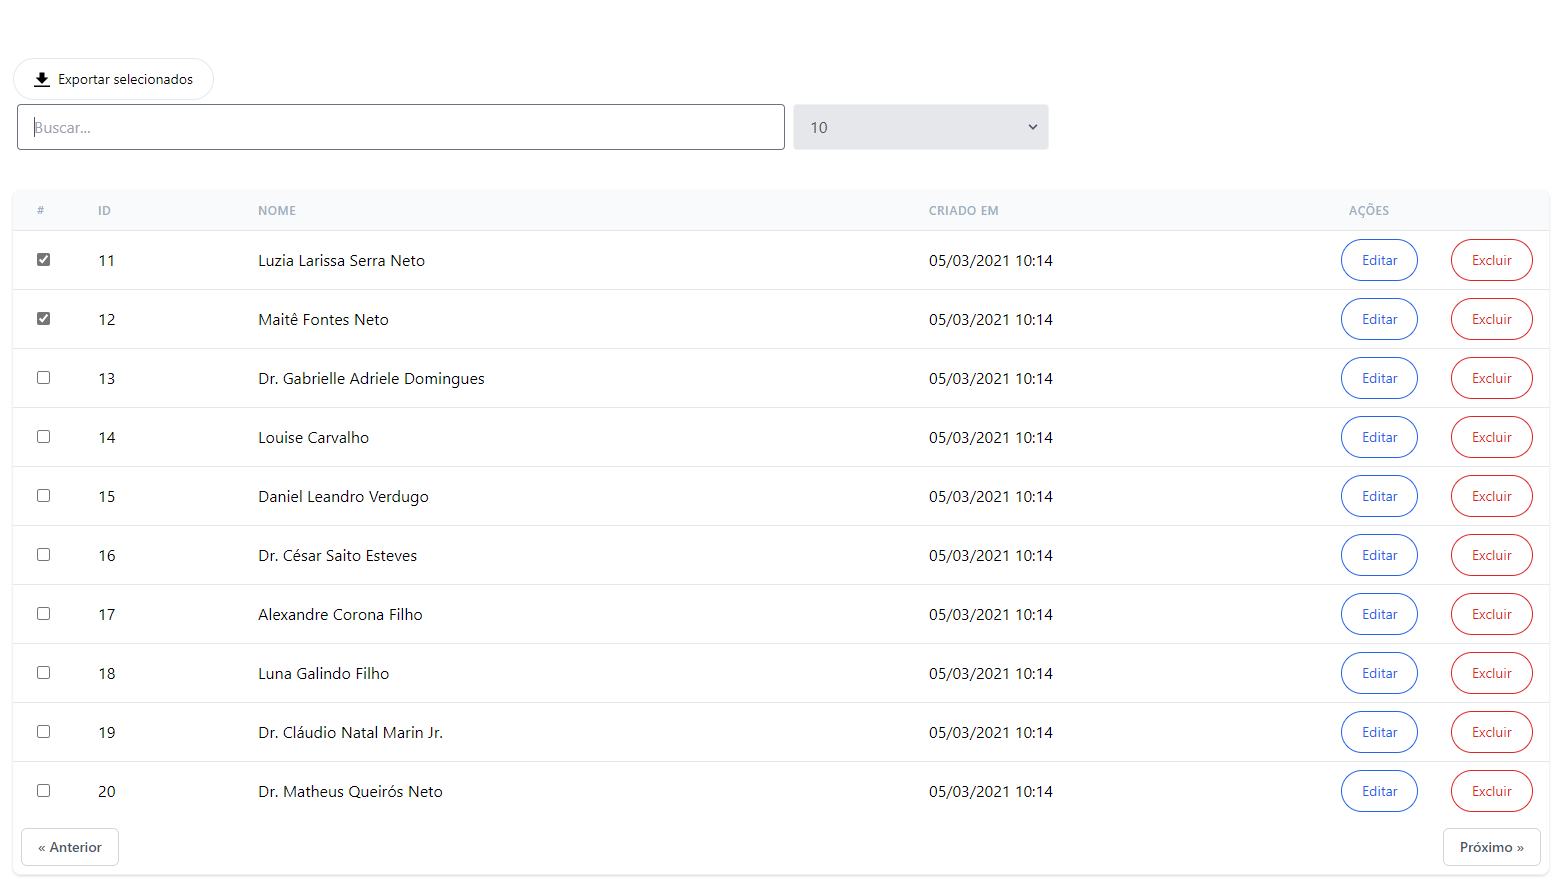 Exportar selecionados
Buscar... 10
# ID NOME CRIADO EM AÇÕES
11 Luzia Larissa Serra Neto 05/03/2021 10:14 Editar Excluir
12 Maitê Fontes Neto 05/03/2021 10:14 Editar Excluir
13 Dr. Gabrielle Adriele Domingues 05/03/2021 10:14 Editar Excluir
14 Louise Carvalho 05/03/2021 10:14 Editar Excluir
15 Daniel Leandro Verdugo 05/03/2021 10:14 Editar Excluir
16 Dr. César Saito Esteves 05/03/2021 10:14 Editar Excluir
17 Alexandre Corona Filho 05/03/2021 10:14 Editar Excluir
18 Luna Galindo Filho 05/03/2021 10:14 Editar Excluir
19 Dr. Cláudio Natal Marin Jr. 05/03/2021 10:14 Editar Excluir
20 Dr. Matheus Queirós Neto 05/03/2021 10:14 Editar Excluir
« Anterior Próximo »